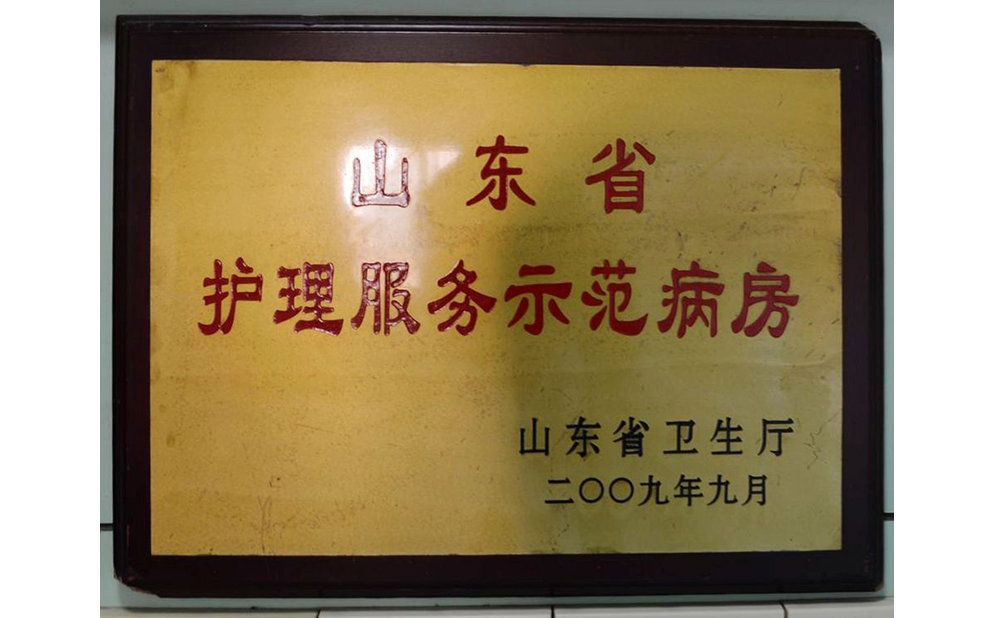 山东省
护理服务示范病房
山东省卫生厅
二〇〇九年九月